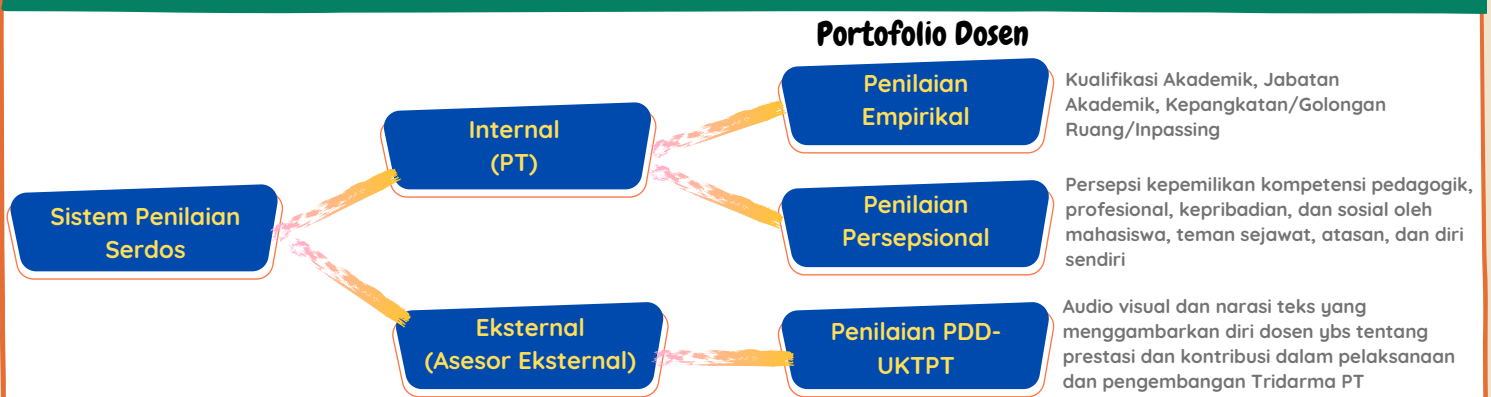 Portofolio Dosen
Sistem Penilaian
Serdos
Internal
(PT)
Penilaian
Empirikal
Kualifikasi Akademik, Jabatan
Akademik, Kepangkatan/Golongan
Ruang/Inpassing
Penilaian
Persepsional
Persepsi kepemilikan kompetensi pedagogik,
profesional, kepribadian, dan sosial oleh
mahasiswa, teman sejawat, atasan, dan diri
sendiri
Eksternal
(Asesor Eksternal)
Penilaian PDD-
UKTPT
Audio visual dan narasi teks yang
menggambarkan diri dosen ybs tentang
prestasi dan kontribusi dalam pelaksanaan
dan pengembangan Tridarma PT